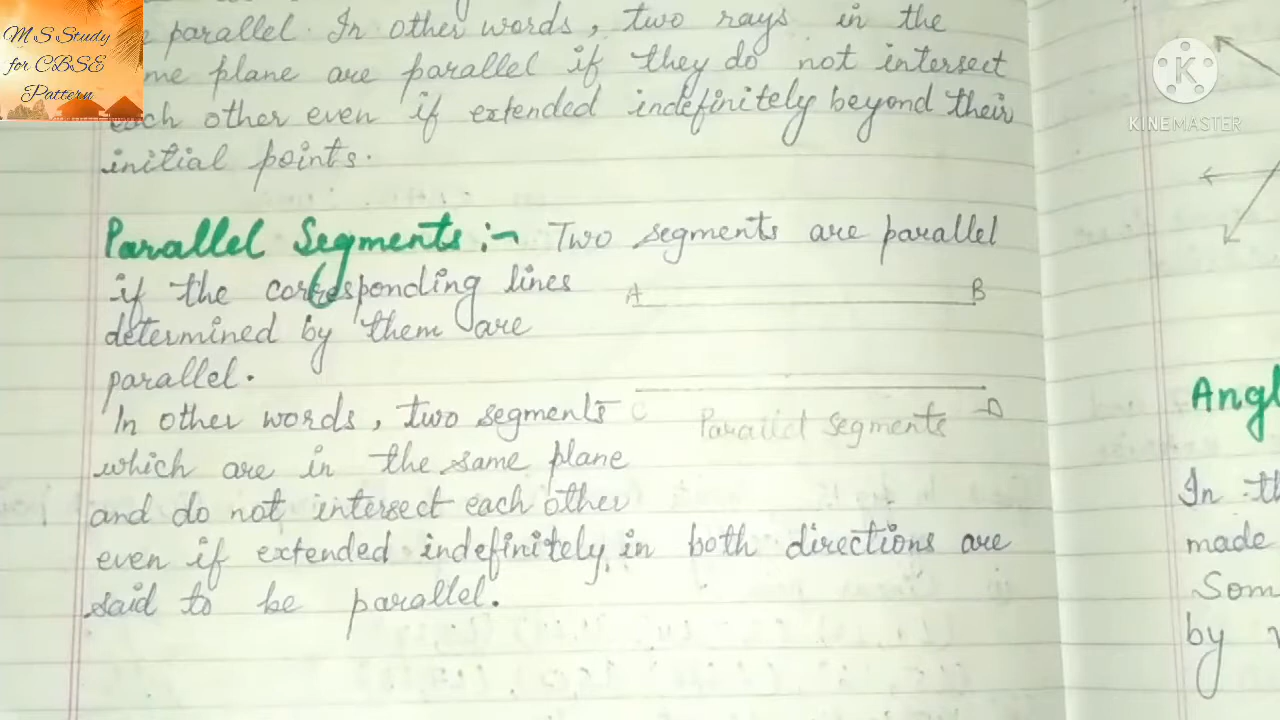 M S Study
for CBSE
Pattern
KINEMASTER
parallel. In other words, two rays in the
me plane are parallel if they do not intersect
each other even if extended indefinitely beyond their
initial points.
Parallel Segments :- Two segments are parallel
if the corresponding lines
determined by them are
parallel.
A B
C D
Parallel Segments
In other words, two segments
which are in the same plane
and do not intersect each other
even if extended indefinitely in both directions are
said to be parallel.
Angl
In th
made
Som
by